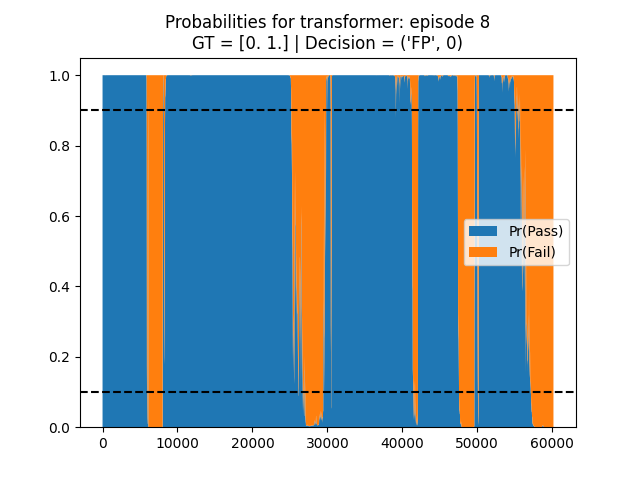 Probabilities for transformer: episode 8
GT = [0. 1.] | Decision = ('FP', 0)
1.0
0.8
0.6
0.4
0.2
0.0
Pr(Pass)
Pr(Fail)
0 10000 20000 30000 40000 50000 60000